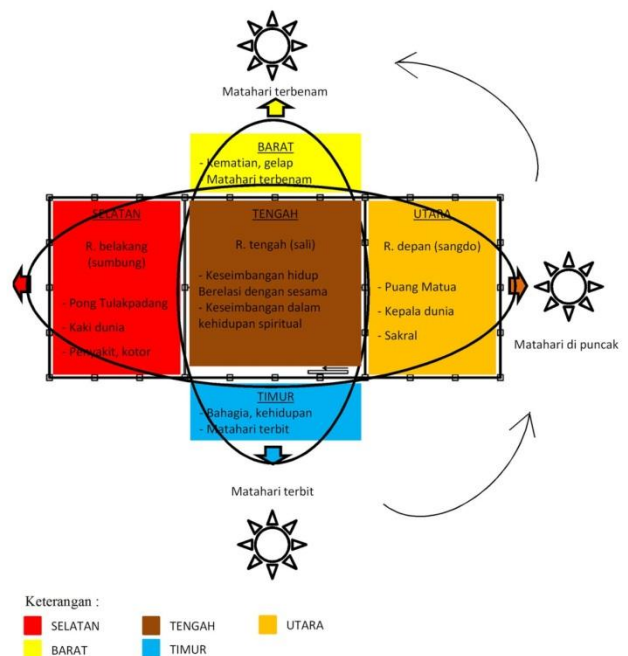 Matahari terbenam
BARAT
- Kematian, gelap
- Matahari terbenam
SELATAN
R. belakang
(sumbung)
- Pong Tulakpadang
- Kaki dunia
- Penyakit, kotor
TENGAH
R. tengah (sali)
- Keseimbangan hidup
Berelasi dengan sesama
- Keseimbangan dalam
kehidupan spiritual
UTARA
R. depan (sangdo)
- Puang Matua
- Kepala dunia
- Sakral
Matahari di puncak
TIMUR
- Bahagia, kehidupan
- Matahari terbit
Matahari terbit
Keterangan :
SELATAN
TENGAH
UTARA
BARAT
TIMUR